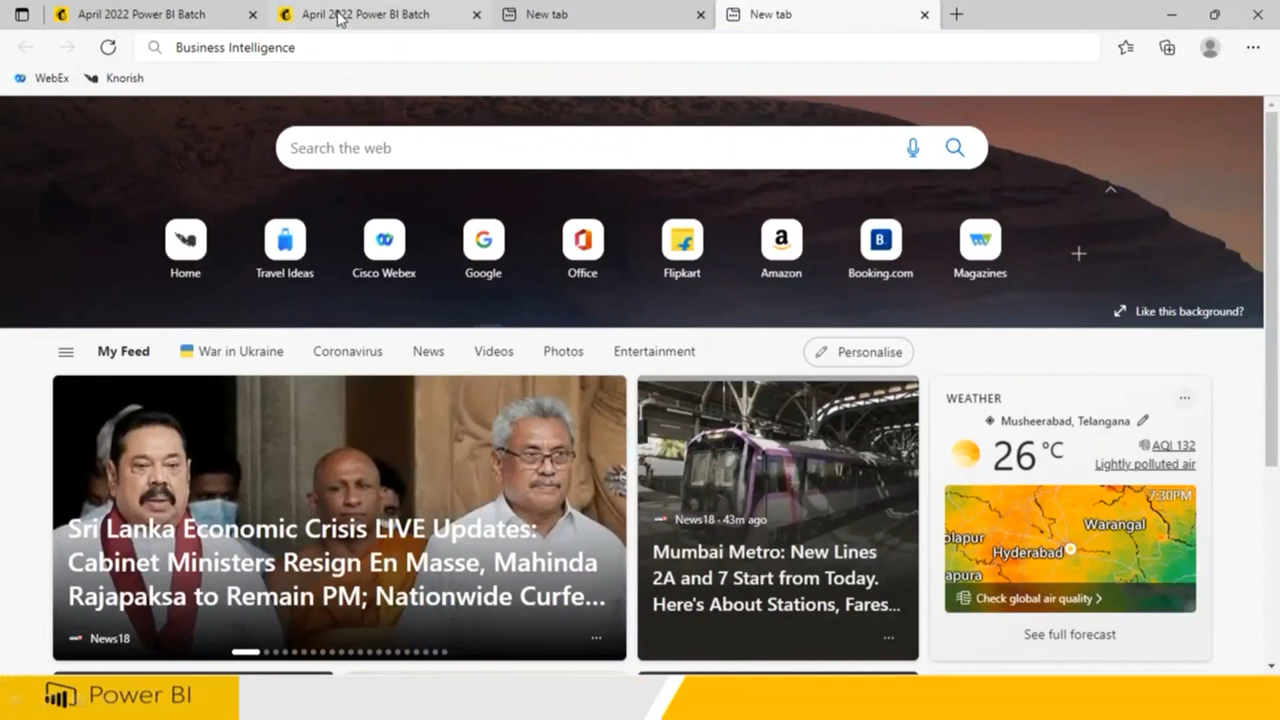 April 2022 Power BI Batch
April 2022 Power BI Batch
New tab
New tab
Business Intelligence
WebEx
Knorish
Search the web
Home
Travel Ideas
Cisco Webex
Google
Office
Flipkart
Amazon
Booking.com
Magazines
Like this background?
My Feed
War in Ukraine
Coronavirus
News
Videos
Photos
Entertainment
Personalise
Sri Lanka Economic Crisis LIVE Updates:
Cabinet Ministers Resign En Masse, Mahinda
Rajapaksa to Remain PM; Nationwide Curfe...
News18
News18 · 43m ago
Mumbai Metro: New Lines
2A and 7 Start from Today.
Here's About Stations, Fares...
WEATHER
Musheerabad, Telangana
26 °C
AQI 132
Lightly polluted air
7:30PM
Warangal
olapur
Hyderabad
apura
Check global air quality
See full forecast
Power BI